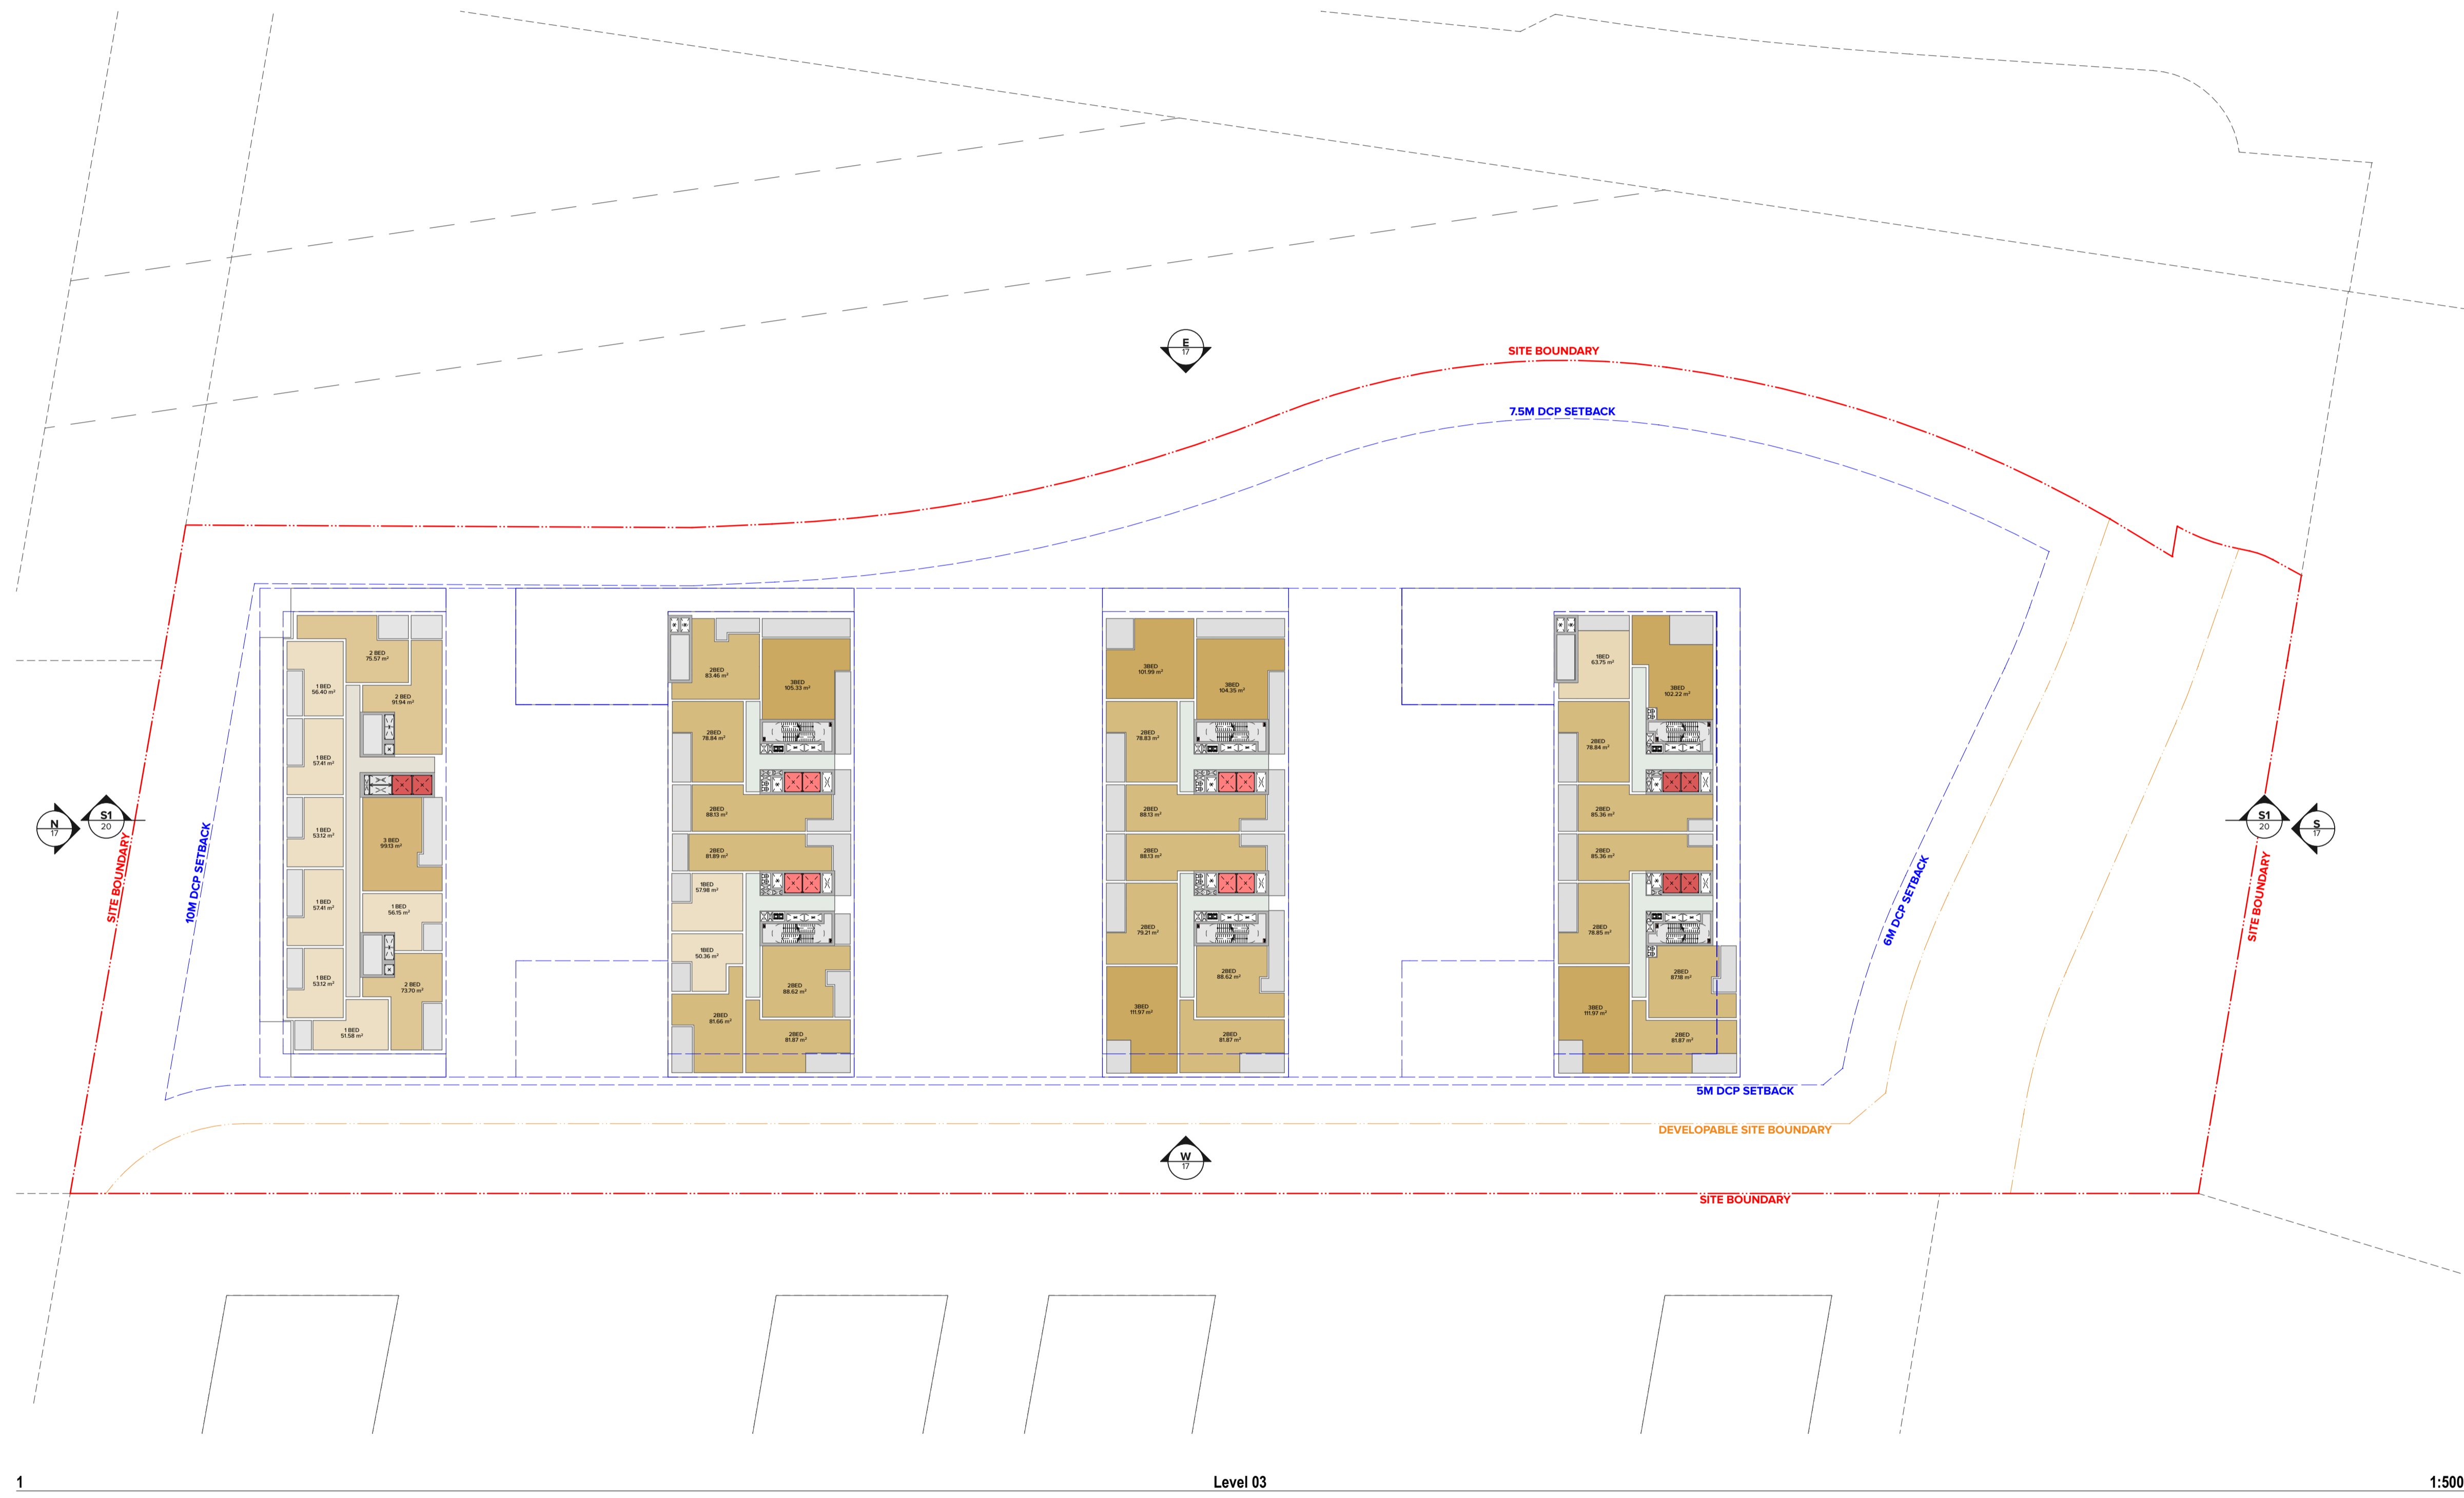 E
17
SITE BOUNDARY
7.5M DCP SETBACK
2 BED
75.57 m²
1 BED
56.40 m²
2 BED
91.94 m²
1 BED
57.41 m²
1 BED
53.12 m²
3 BED
99.13 m²
1 BED
57.41 m²
1 BED
56.15 m²
1 BED
53.12 m²
2 BED
73.70 m²
1 BED
51.58 m²
2BED
83.46 m²
3BED
105.33 m²
2BED
78.84 m²
2BED
88.13 m²
2BED
81.89 m²
1BED
57.98 m²
1BED
50.36 m²
2BED
88.62 m²
2BED
81.66 m²
2BED
81.87 m²
3BED
101.99 m²
3BED
104.35 m²
2BED
78.83 m²
2BED
88.13 m²
2BED
88.13 m²
2BED
79.21 m²
2BED
88.62 m²
3BED
111.97 m²
2BED
81.87 m²
1BED
63.75 m²
3BED
102.22 m²
2BED
78.84 m²
2BED
85.36 m²
2BED
85.36 m²
2BED
78.85 m²
2BED
87.18 m²
3BED
111.97 m²
2BED
81.87 m²
N
17
S1
20
SITE BOUNDARY
10M DCP SETBACK
6M DCP SETBACK
S1
20
S
17
SITE BOUNDARY
5M DCP SETBACK
DEVELOPABLE SITE BOUNDARY
W
17
SITE BOUNDARY
1
Level 03
1:500